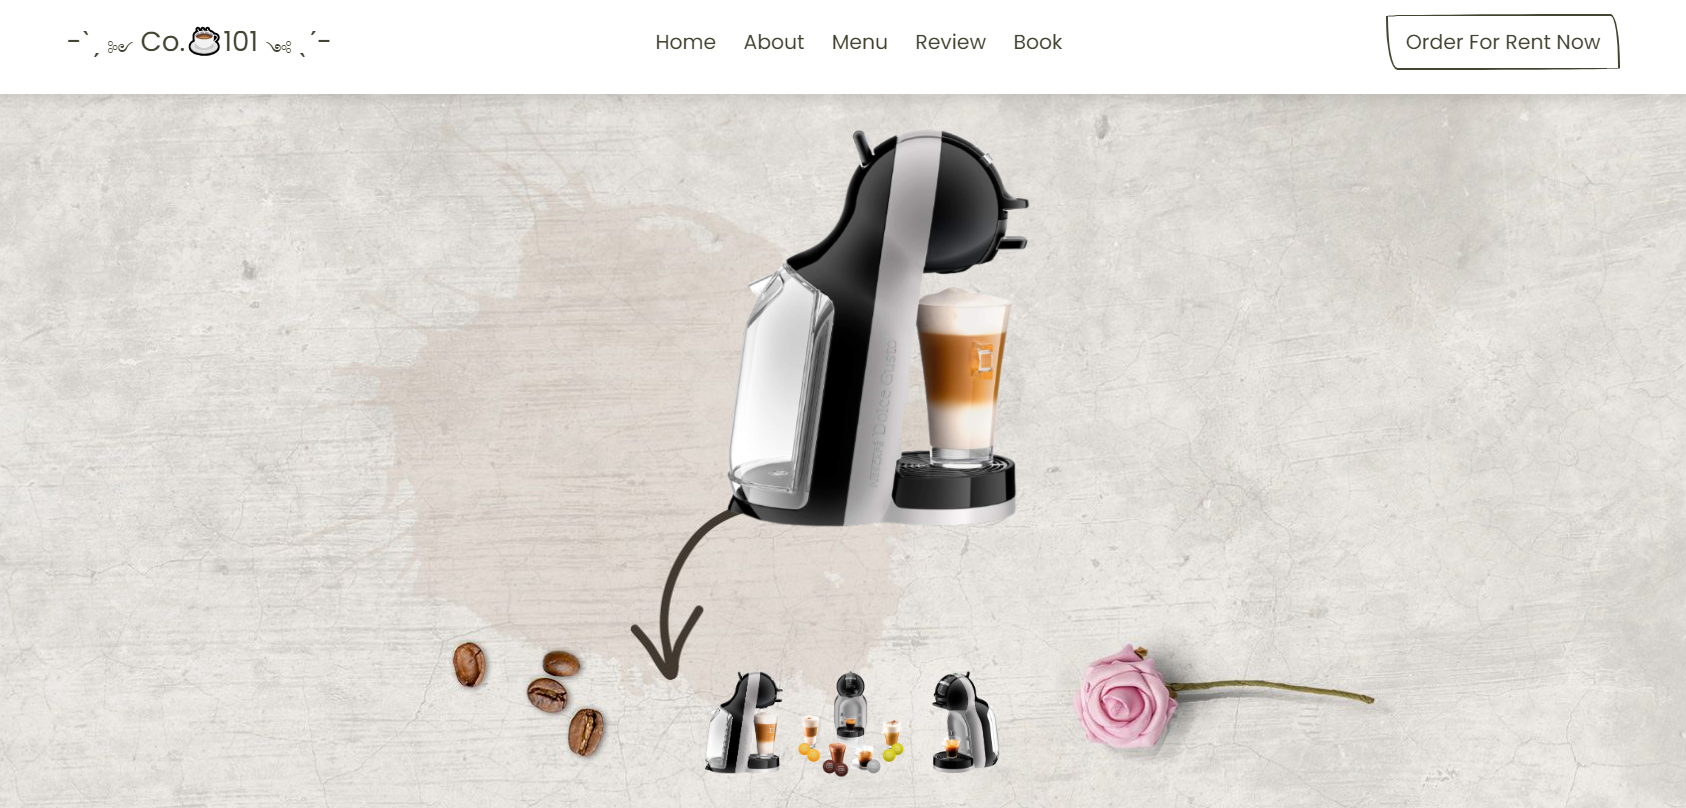 -ˋˏ ༻ Co.☕101 ༺ ˎˊ-
Home About Menu Review Book
Order For Rent Now
NESCAFÉ Dolce Gusto